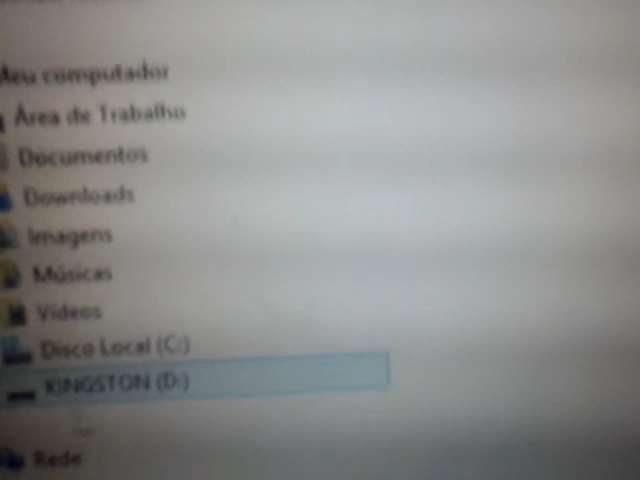 Meu computador
Área de Trabalho
Documentos
Downloads
Imagens
Músicas
Vídeos
Disco Local (C:)
KINGSTON (D:)
Rede